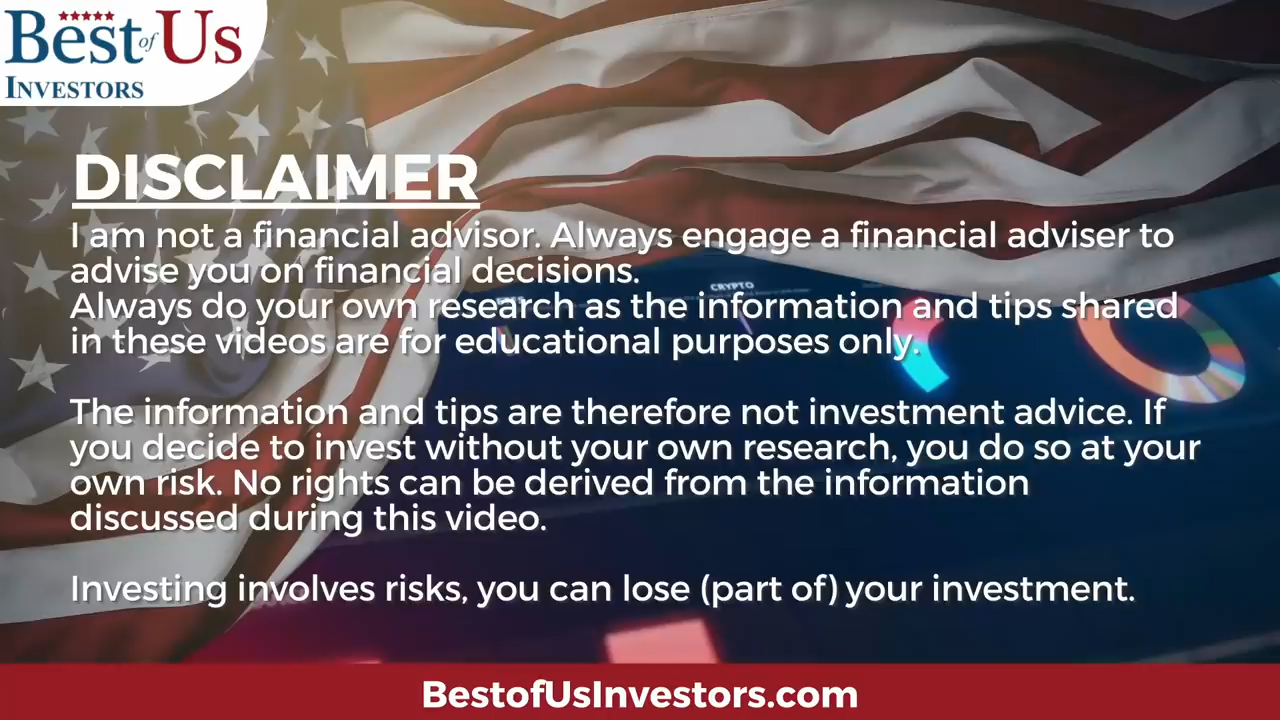 Best of Us
INVESTORS
DISCLAIMER
I am not a financial advisor. Always engage a financial adviser to
advise you on financial decisions.
CRYPTO
Always do your own research as the information and tips shared
in these videos are for educational purposes only.
The information and tips are therefore not investment advice. If
you decide to invest without your own research, you do so at your
own risk. No rights can be derived from the information
discussed during this video.
Investing involves risks, you can lose (part of) your investment.
BestofUsInvestors.com